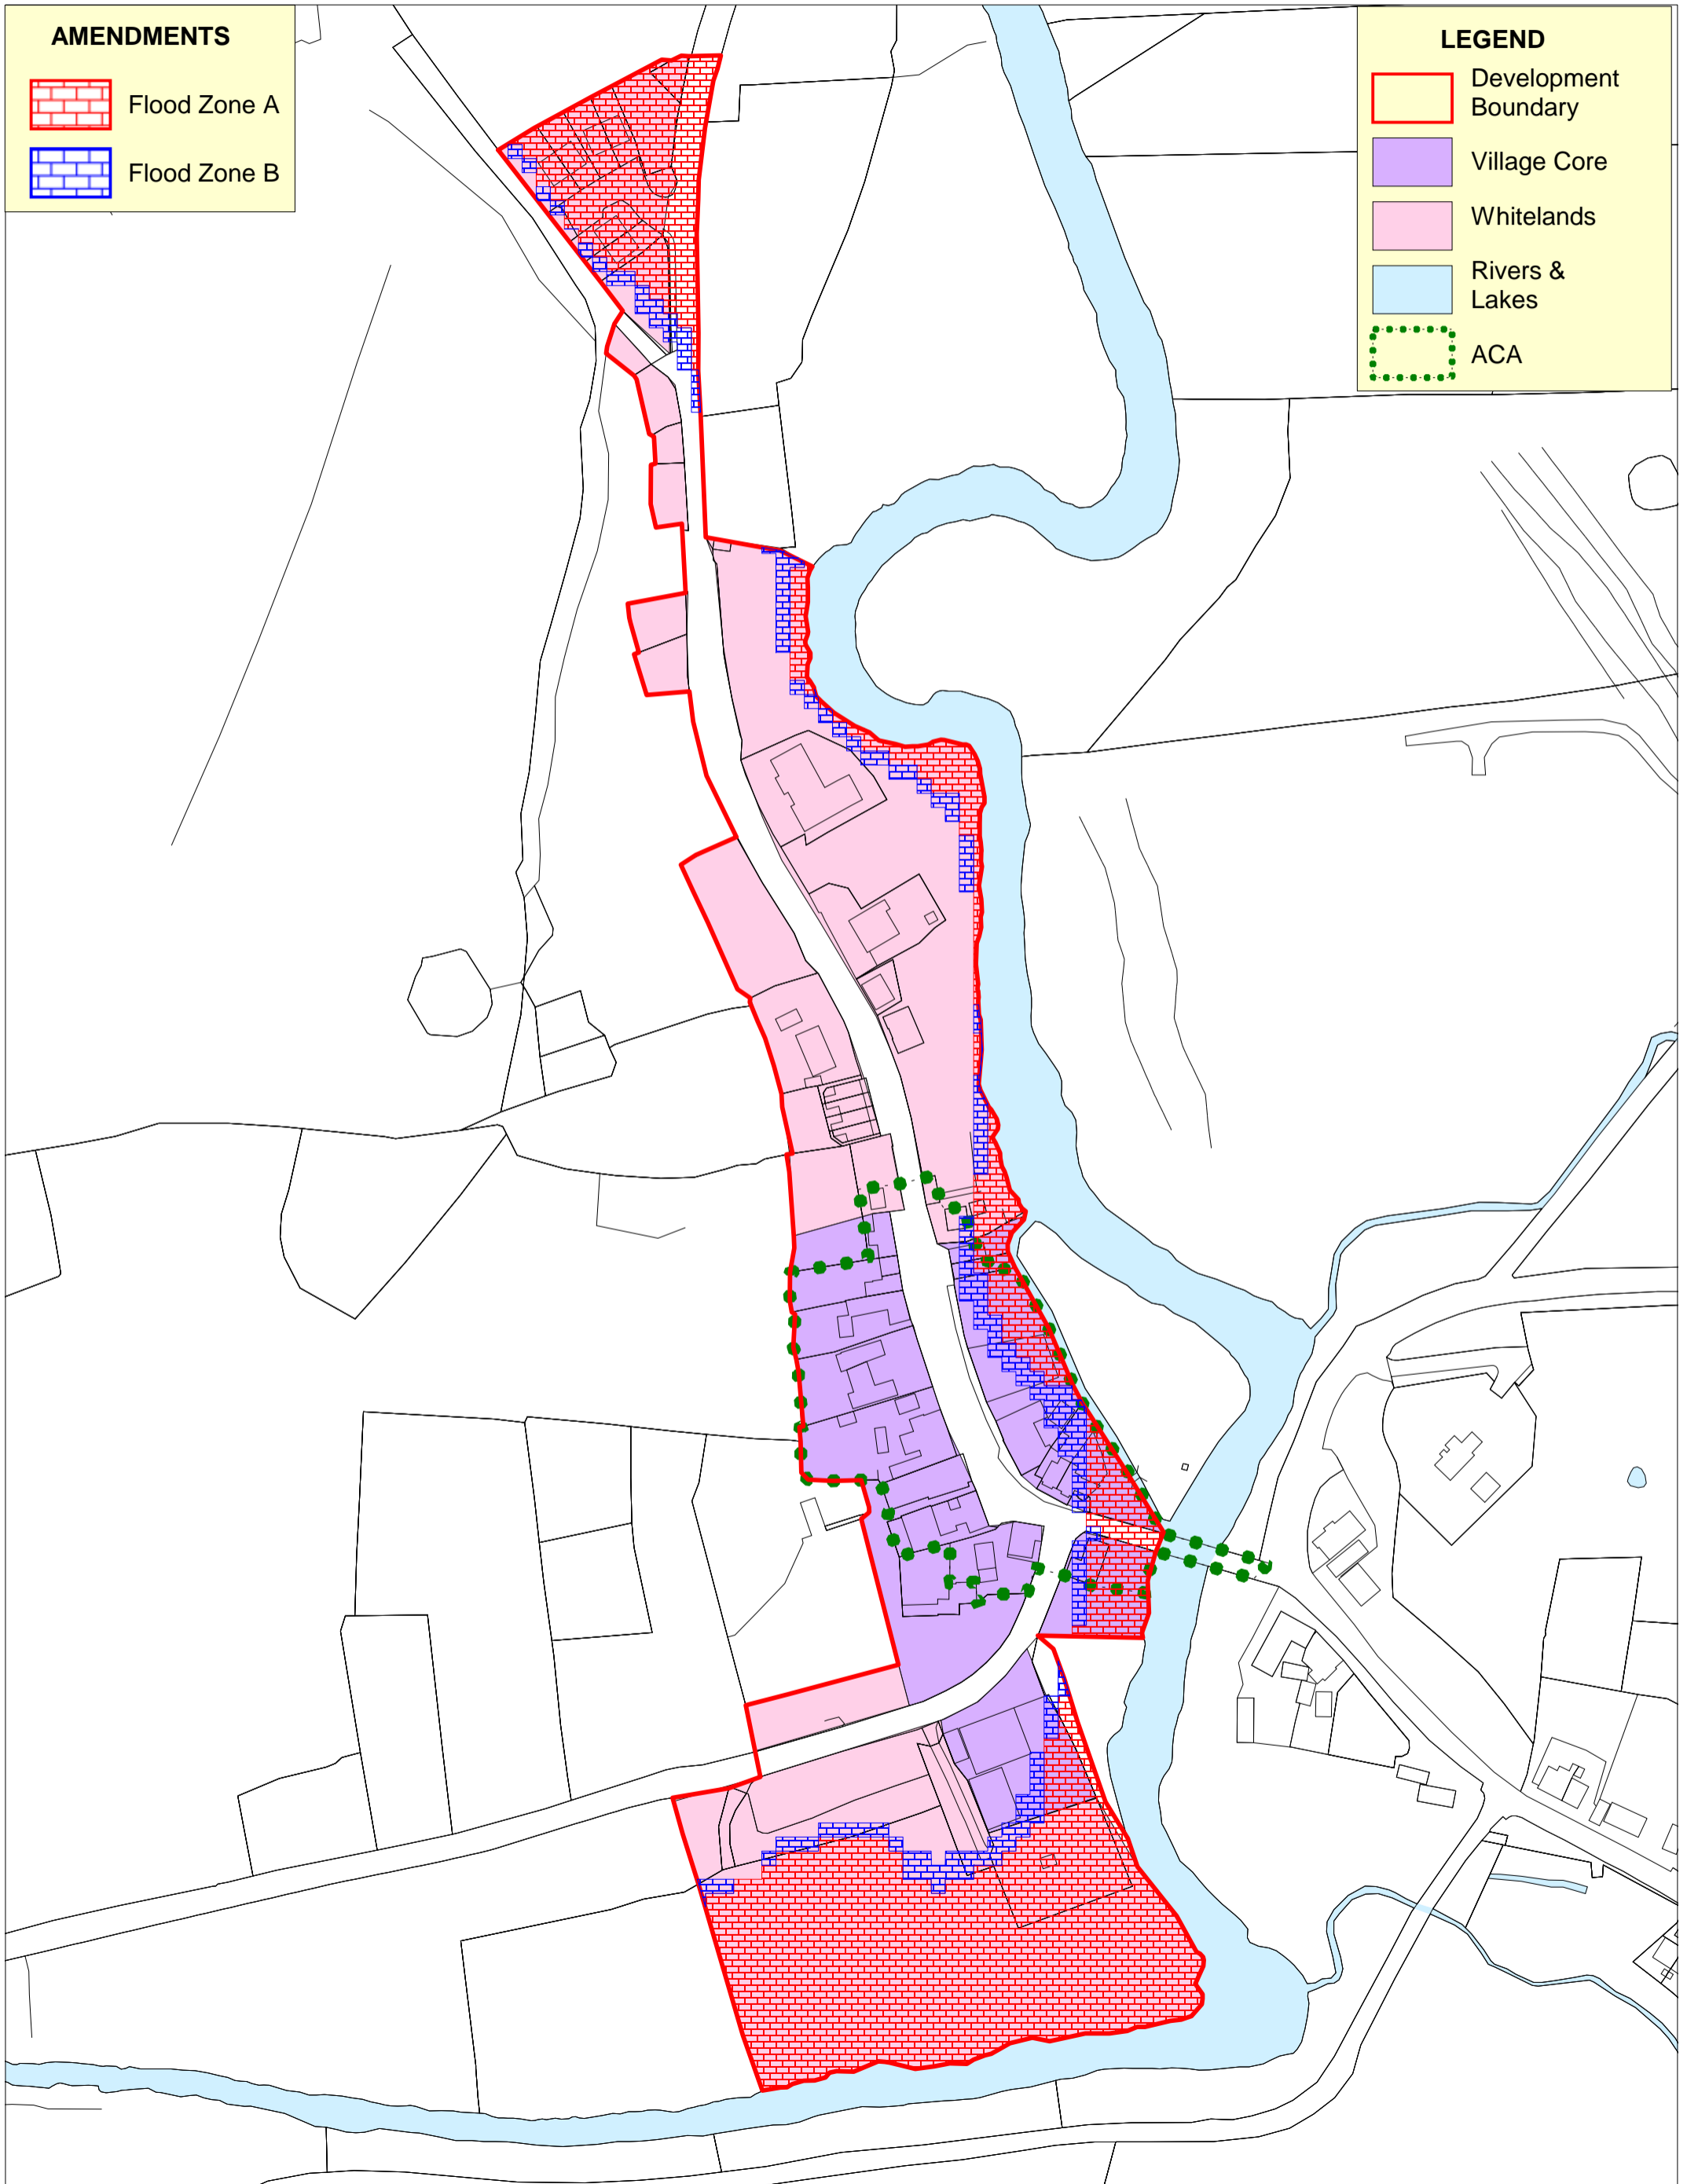 AMENDMENTS
Flood Zone A
Flood Zone B
LEGEND
Development
Boundary
Village Core
Whitelands
Rivers &
Lakes
ACA